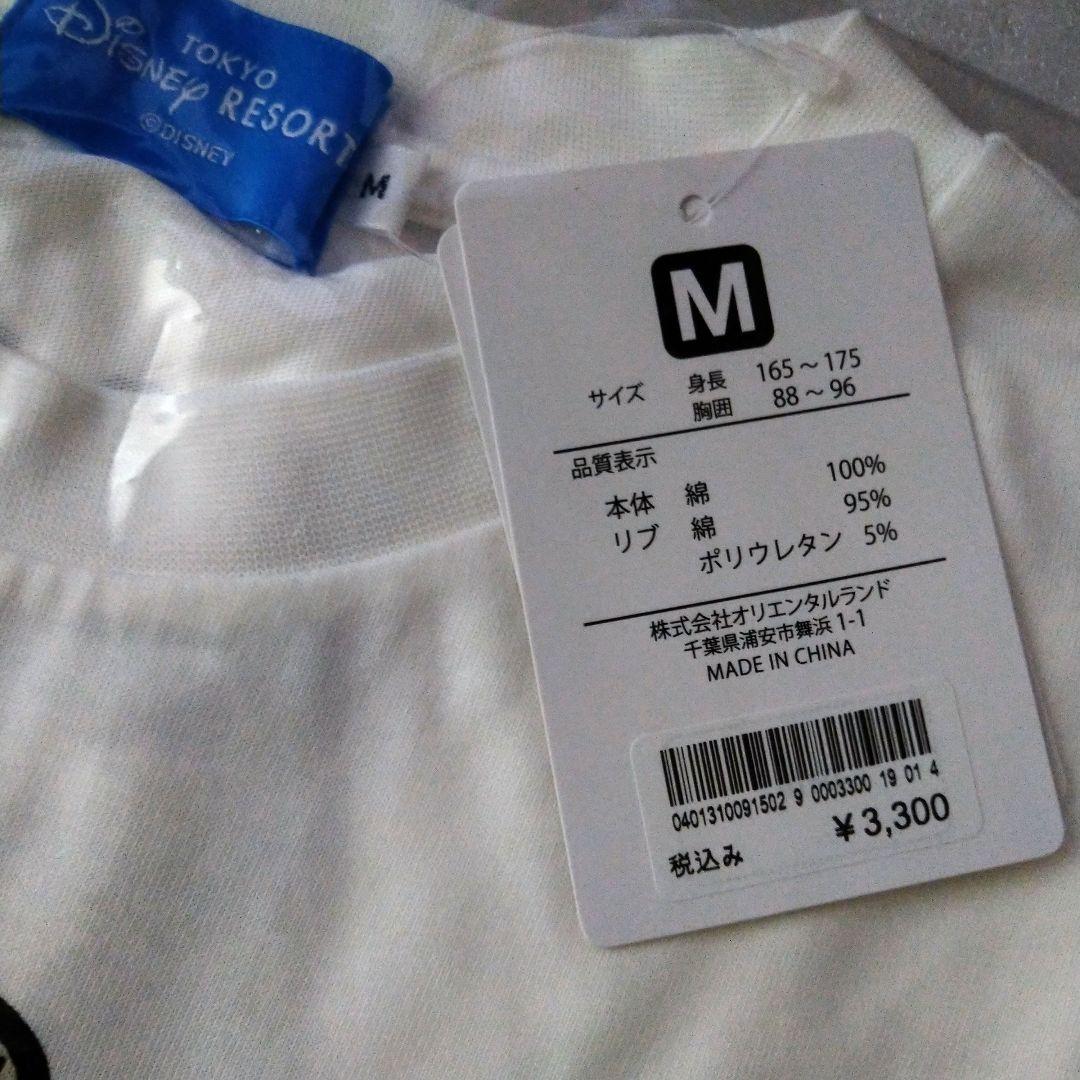 TOKYO
Disney RESORT
©DISNEY
M
M
サイズ 身長 165～175
胸囲 88～96
品質表示
本体 綿 100%
リブ 綿 95%
ポリウレタン 5%
株式会社オリエンタルランド
千葉県浦安市舞浜 1-1
MADE IN CHINA
0401310091502 9 0003300 19 01 4
¥3,300
税込み